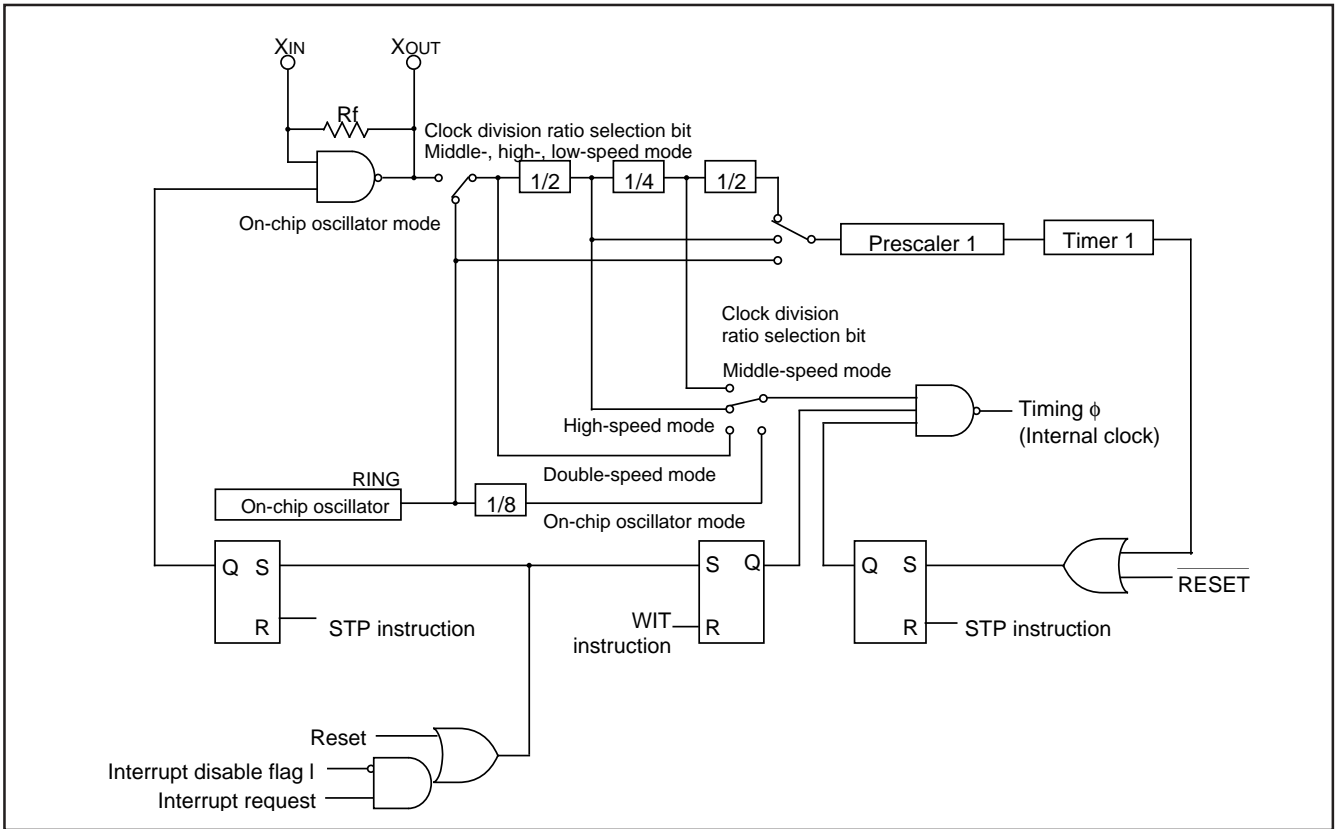 XIN
XOUT
Rf
Clock division ratio selection bit
Middle-, high-, low-speed mode
1/2
1/4
1/2
On-chip oscillator mode
Prescaler 1
Timer 1
Clock division
ratio selection bit
Middle-speed mode
Timing ϕ
(Internal clock)
High-speed mode
Double-speed mode
RING
On-chip oscillator
1/8
On-chip oscillator mode
Q S
R
STP instruction
S Q
R
WIT
instruction
Q S
R
STP instruction
RESET
Reset
Interrupt disable flag I
Interrupt request